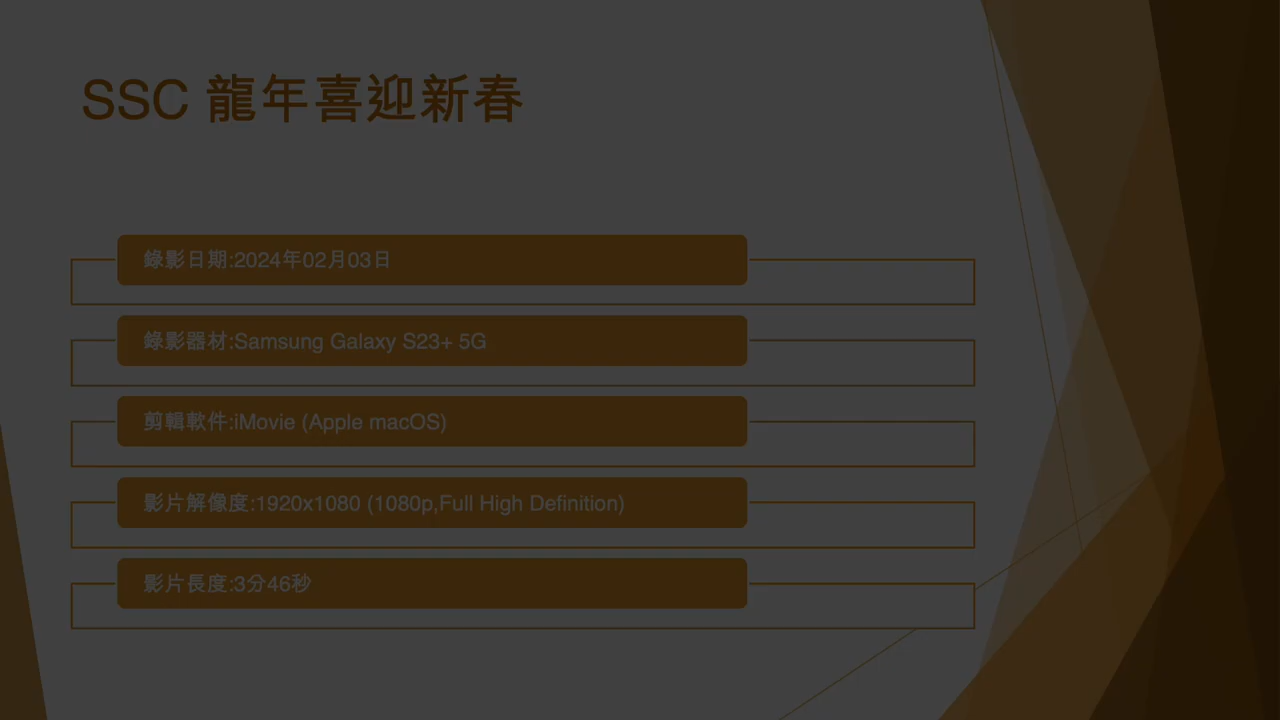 SSC 龍年喜迎新春
錄影日期:2024年02月03日
錄影器材:Samsung Galaxy S23+ 5G
剪輯軟件:iMovie (Apple macOS)
影片解像度:1920x1080 (1080p,Full High Definition)
影片長度:3分46秒